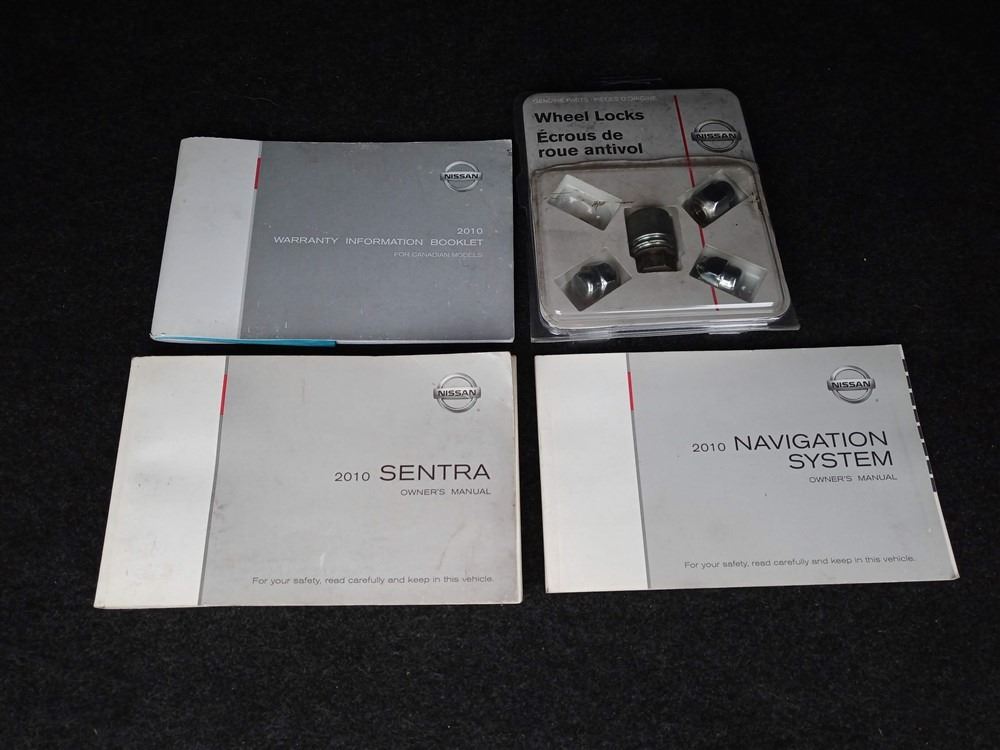 NISSAN
2010
WARRANTY INFORMATION BOOKLET
FOR CANADIAN MODELS
GENUINE PARTS · PIÈCES D'ORIGINE
Wheel Locks
Écrous de
roue antivol
NISSAN
NISSAN
2010 SENTRA
OWNER'S MANUAL
For your safety, read carefully and keep in this vehicle.
NISSAN
2010 NAVIGATION
SYSTEM
OWNER'S MANUAL
For your safety, read carefully and keep in this vehicle.